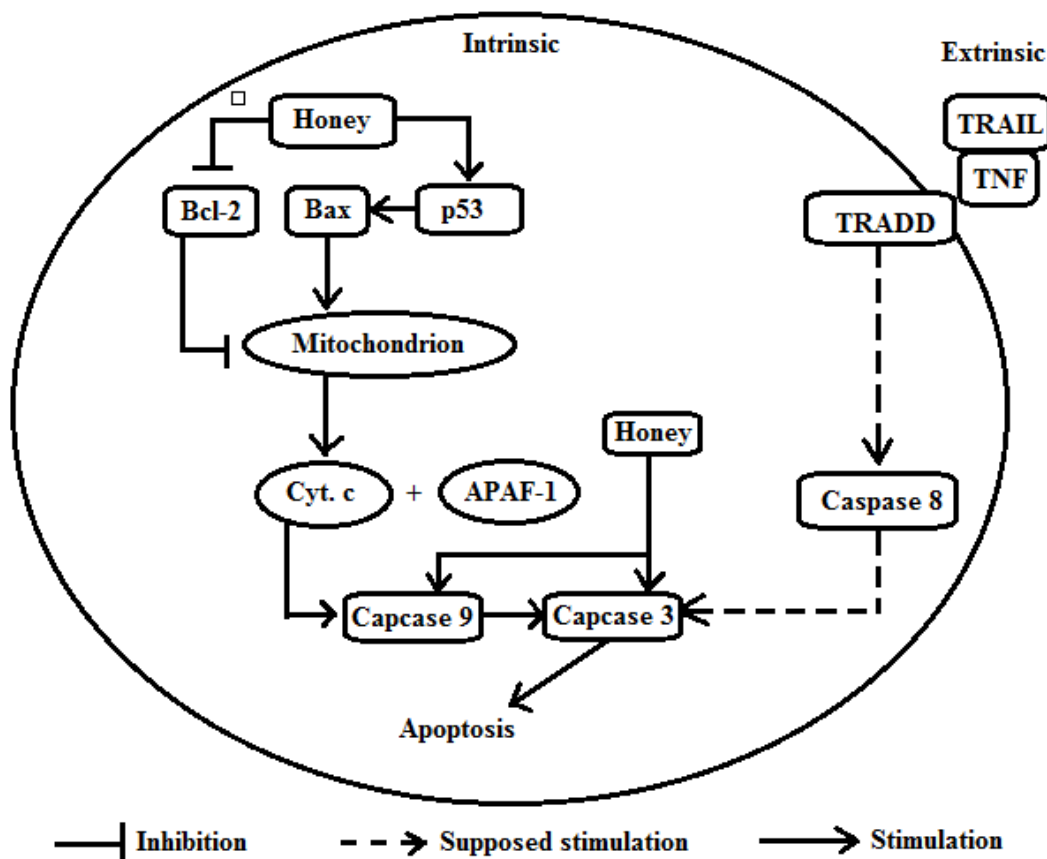 Intrinsic
Extrinsic
Honey
TRAIL
TNF
Bcl-2
Bax
p53
TRADD
Mitochondrion
Honey
Cyt. c
+
APAF-1
Caspase 8
Capcase 9
Capcase 3
Apoptosis
Inhibition
Supposed stimulation
Stimulation